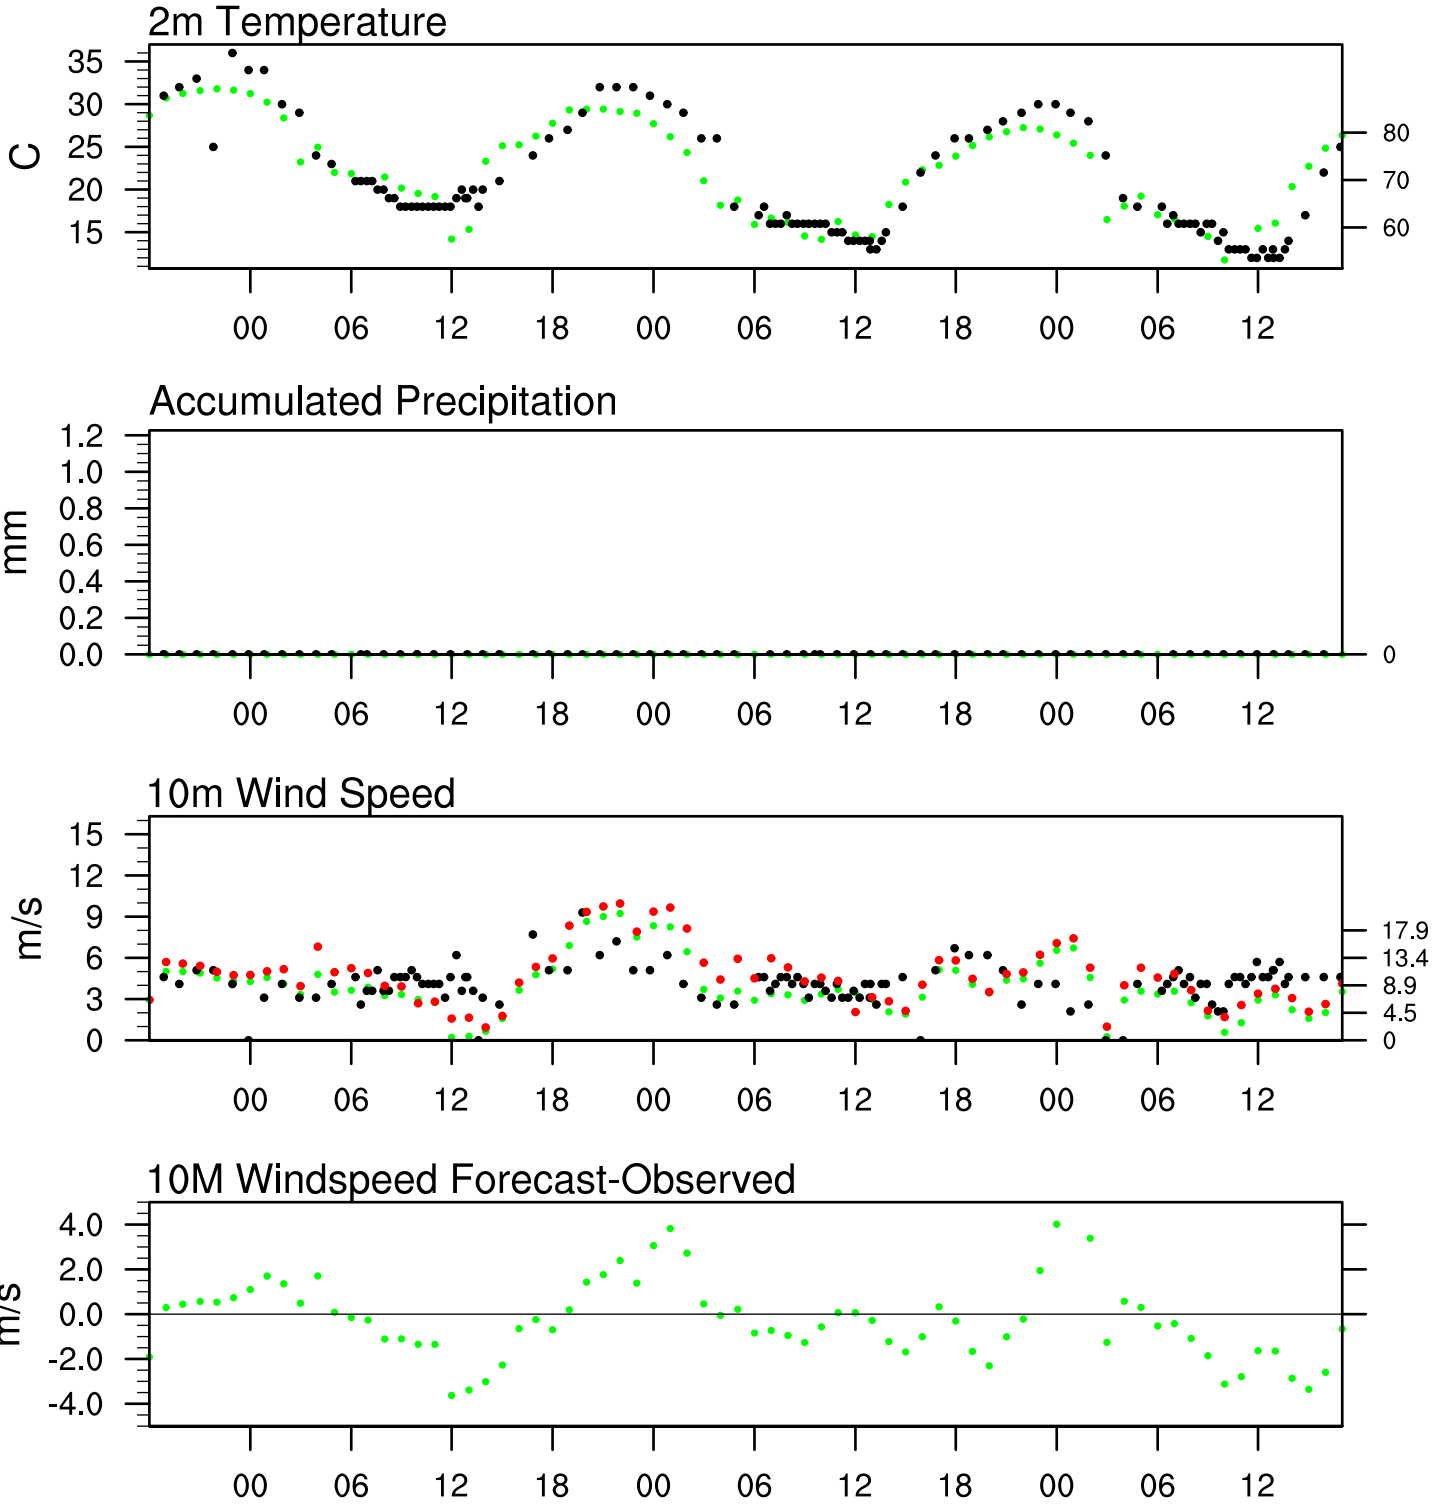 2m Temperature
35
30
25
20
15
C
80
70
60
00 06 12 18 00 06 12 18 00 06 12
Accumulated Precipitation
1.2
1.0
0.8
0.6
0.4
0.2
0.0
mm
0
00 06 12 18 00 06 12 18 00 06 12
10m Wind Speed
15
12
9
6
3
0
m/s
17.9
13.4
8.9
4.5
0
00 06 12 18 00 06 12 18 00 06 12
10M Windspeed Forecast-Observed
4.0
2.0
0.0
-2.0
-4.0
m/s
00 06 12 18 00 06 12 18 00 06 12